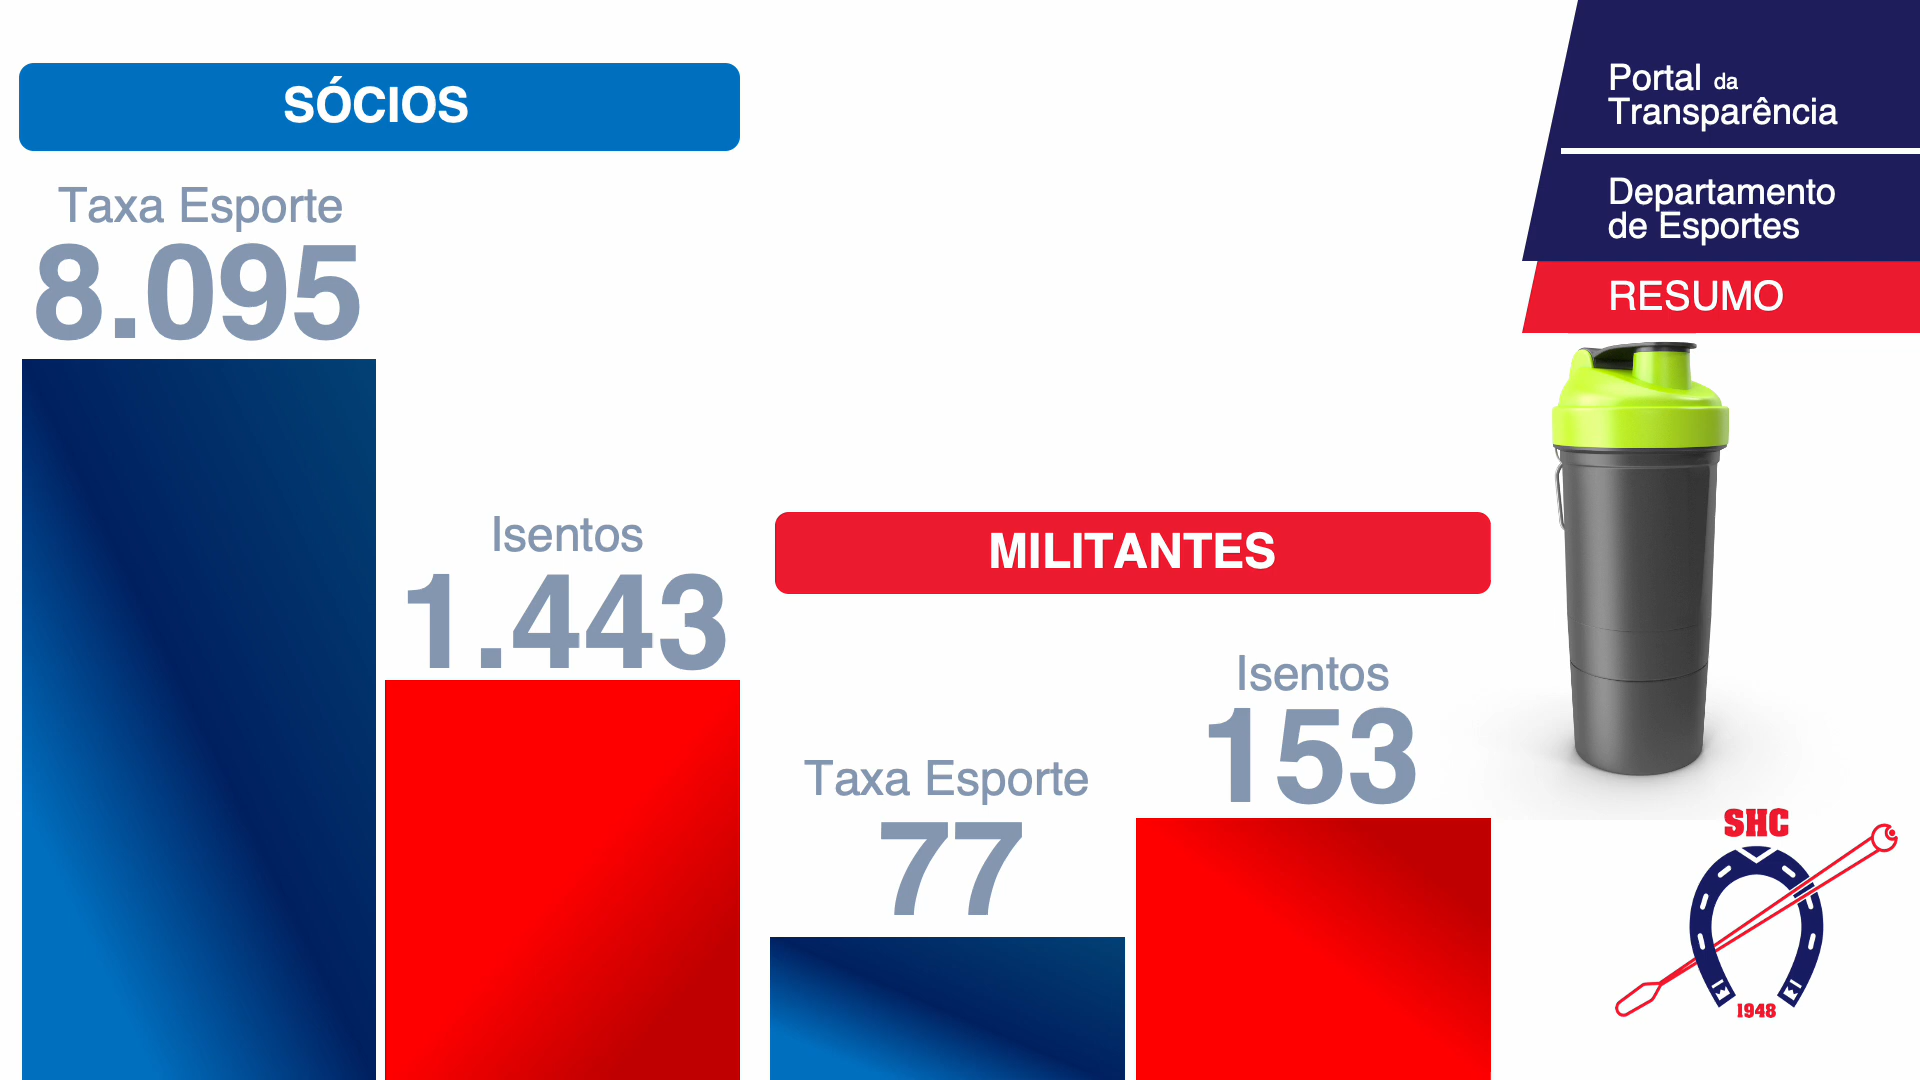 SÓCIOS
Taxa Esporte
8.095
Isentos
1.443
MILITANTES
Taxa Esporte
77
Isentos
153
Portal da
Transparência
Departamento
de Esportes
RESUMO
SHC
1948